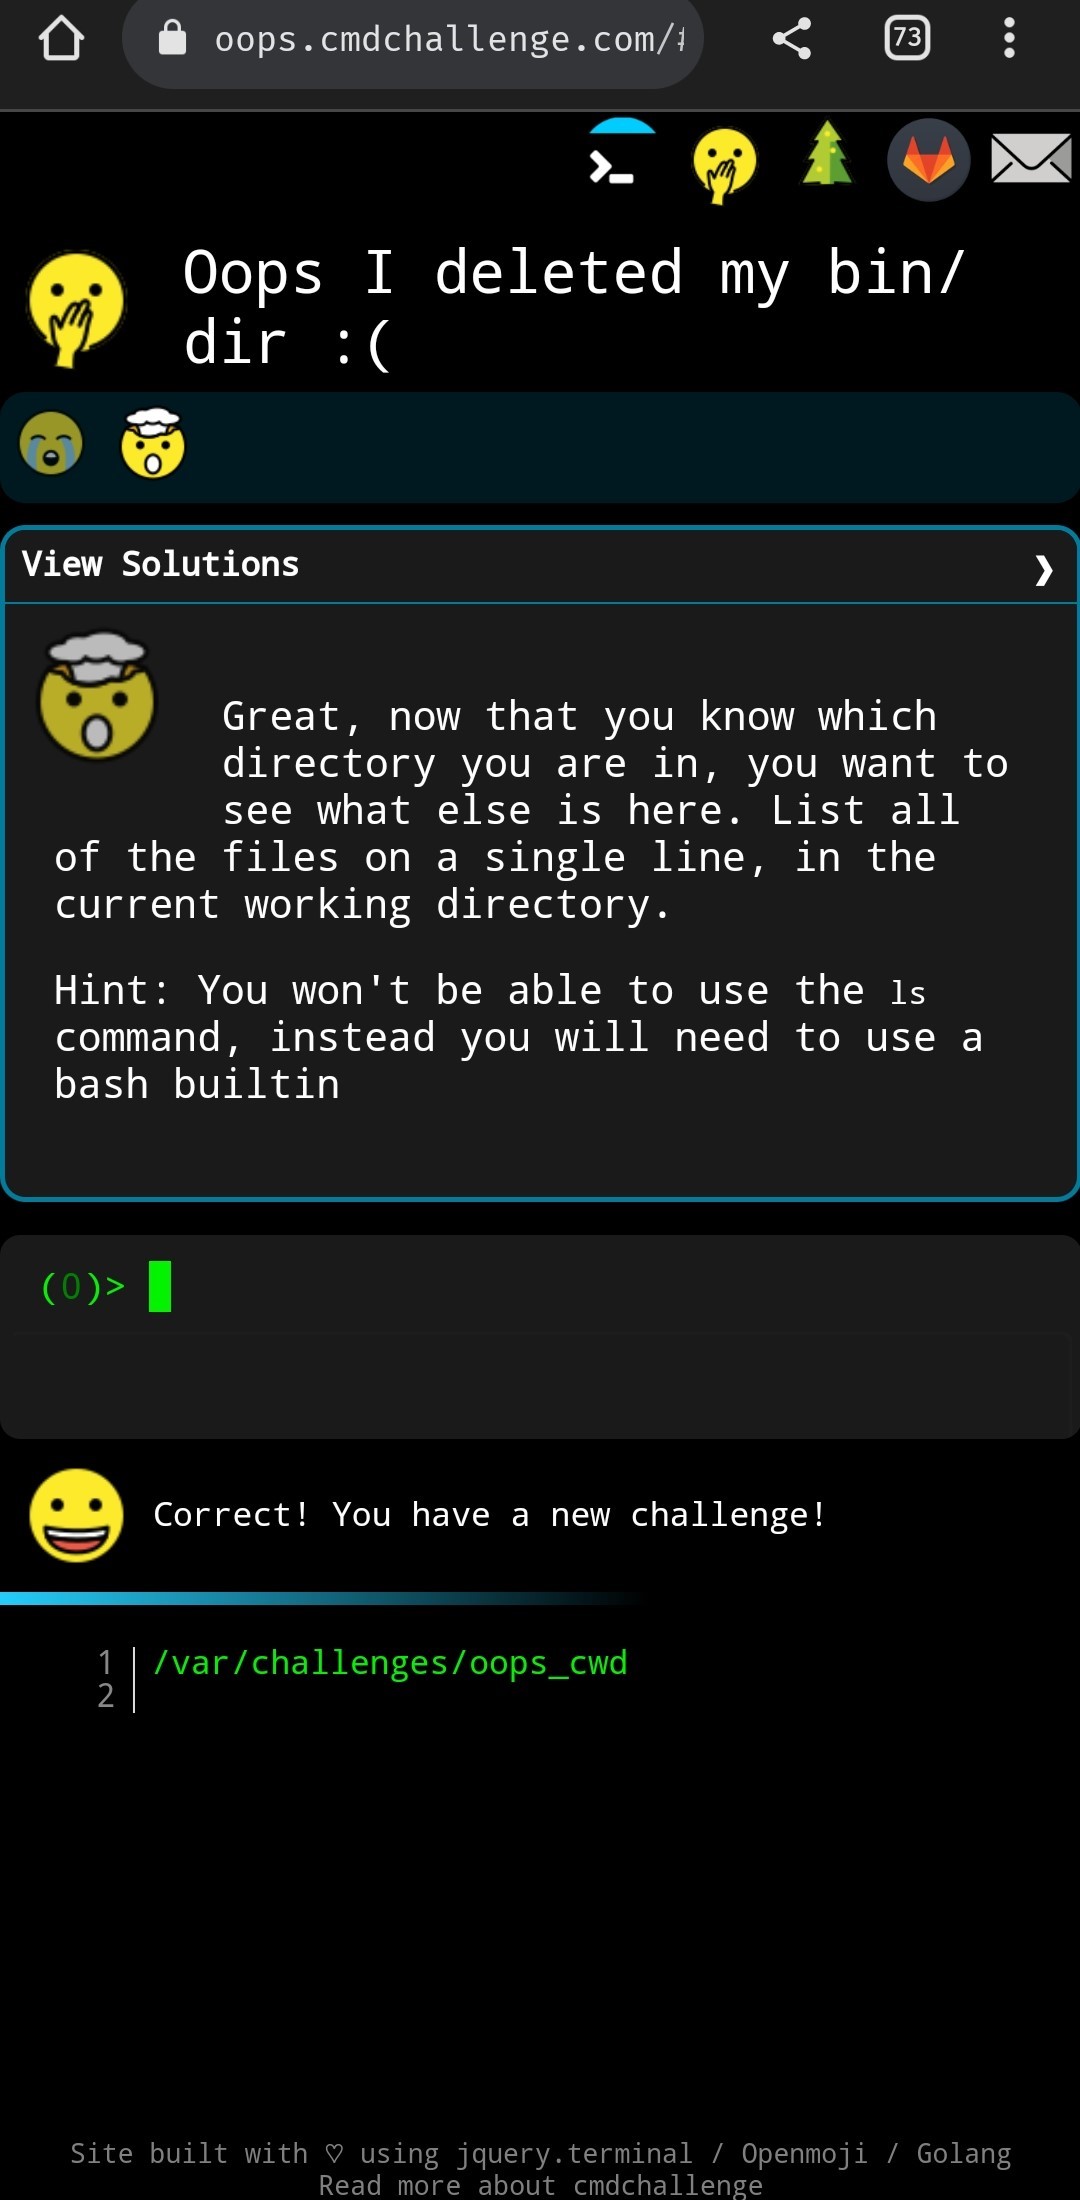 oops.cmdchallenge.com/#
73
Oops I deleted my bin/
dir :(
View Solutions ❯
Great, now that you know which
directory you are in, you want to
see what else is here. List all
of the files on a single line, in the
current working directory.
Hint: You won't be able to use the ls
command, instead you will need to use a
bash builtin
(0)>
Correct! You have a new challenge!
1 /var/challenges/oops_cwd
2
Site built with ♡ using jquery.terminal / Openmoji / Golang
Read more about cmdchallenge